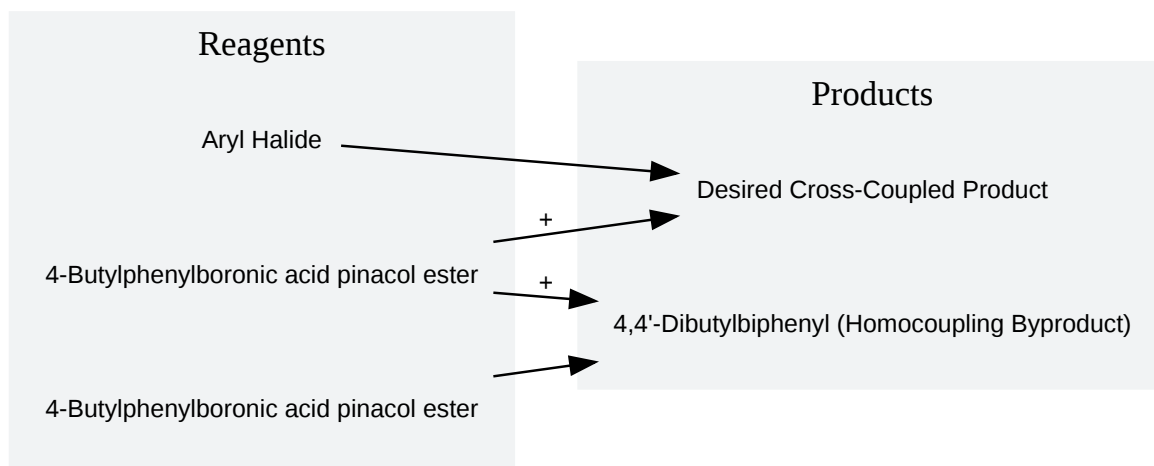 Reagents
Products
Aryl Halide
Desired Cross-Coupled Product
+
4-Butylphenylboronic acid pinacol ester
+
4,4'-Dibutylbiphenyl (Homocoupling Byproduct)
4-Butylphenylboronic acid pinacol ester